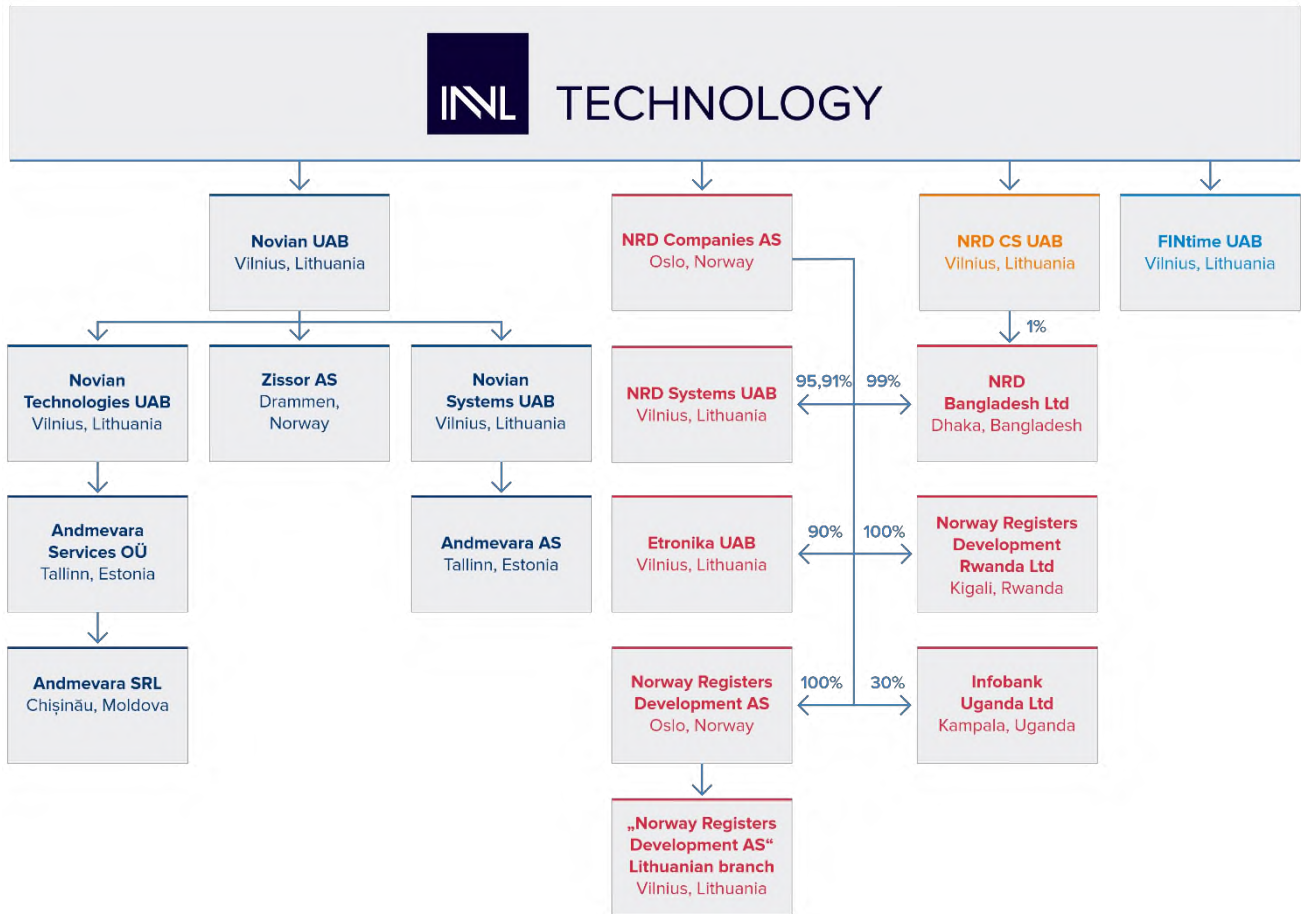 INVL TECHNOLOGY
Novian UAB
Vilnius, Lithuania
NRD Companies AS
Oslo, Norway
NRD CS UAB
Vilnius, Lithuania
FINtime UAB
Vilnius, Lithuania
1%
Novian
Technologies UAB
Vilnius, Lithuania
Zissor AS
Drammen,
Norway
Novian
Systems UAB
Vilnius, Lithuania
NRD Systems UAB
Vilnius, Lithuania
95,91%
99%
NRD
Bangladesh Ltd
Dhaka, Bangladesh
Andmevara
Services OÜ
Tallinn, Estonia
Andmevara AS
Tallinn, Estonia
Etronika UAB
Vilnius, Lithuania
90%
100%
Norway Registers
Development
Rwanda Ltd
Kigali, Rwanda
Andmevara SRL
Chișinău, Moldova
Norway Registers
Development AS
Oslo, Norway
100%
30%
Infobank
Uganda Ltd
Kampala, Uganda
„Norway Registers
Development AS“
Lithuanian branch
Vilnius, Lithuania